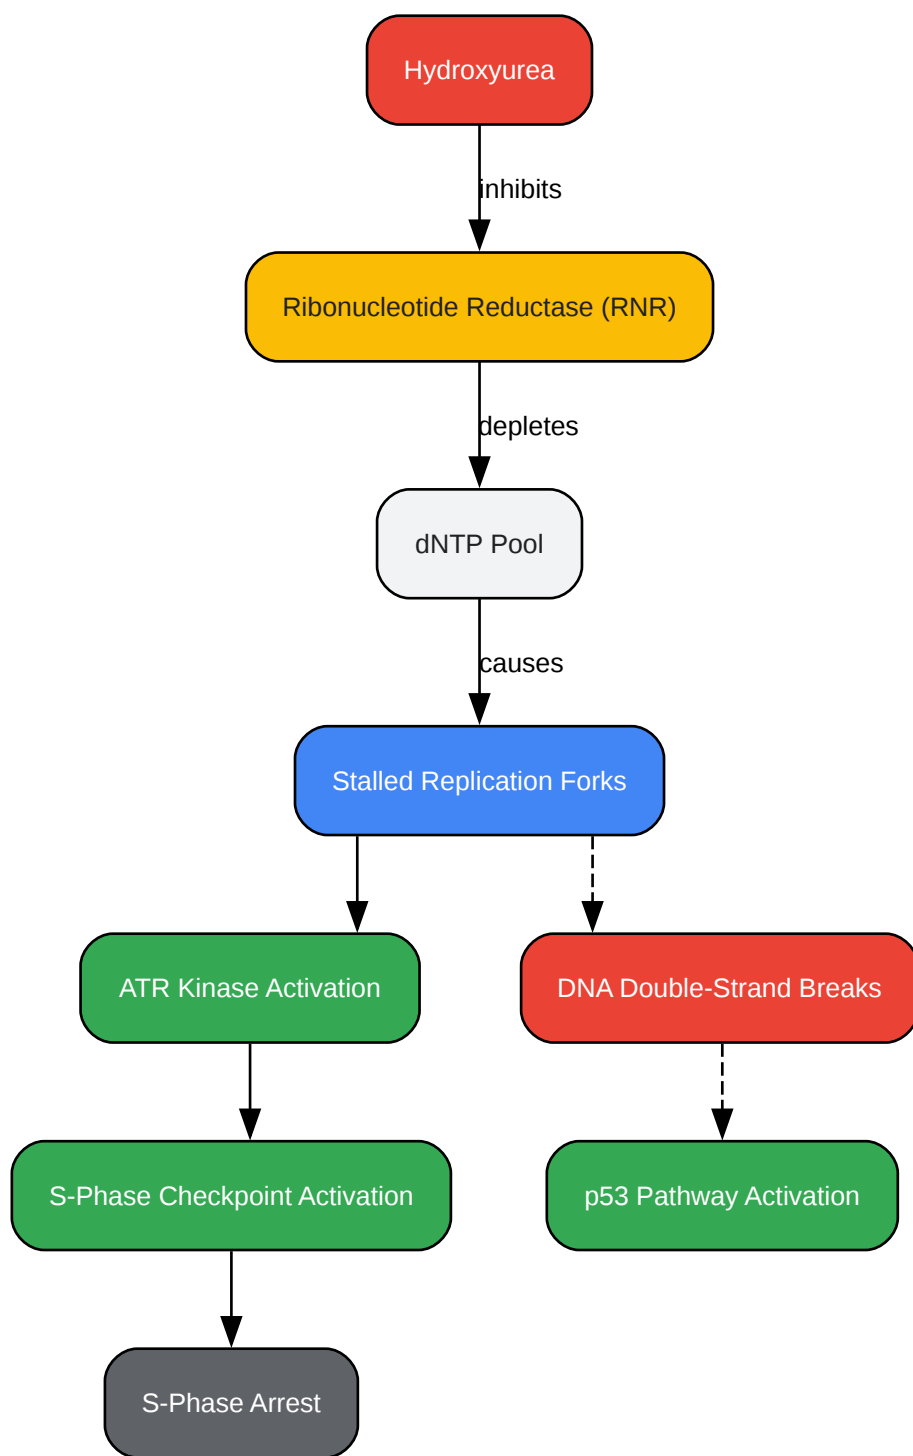 Hydroxyurea
inhibits
Ribonucleotide Reductase (RNR)
depletes
dNTP Pool
causes
Stalled Replication Forks
ATR Kinase Activation
DNA Double-Strand Breaks
S-Phase Checkpoint Activation
p53 Pathway Activation
S-Phase Arrest